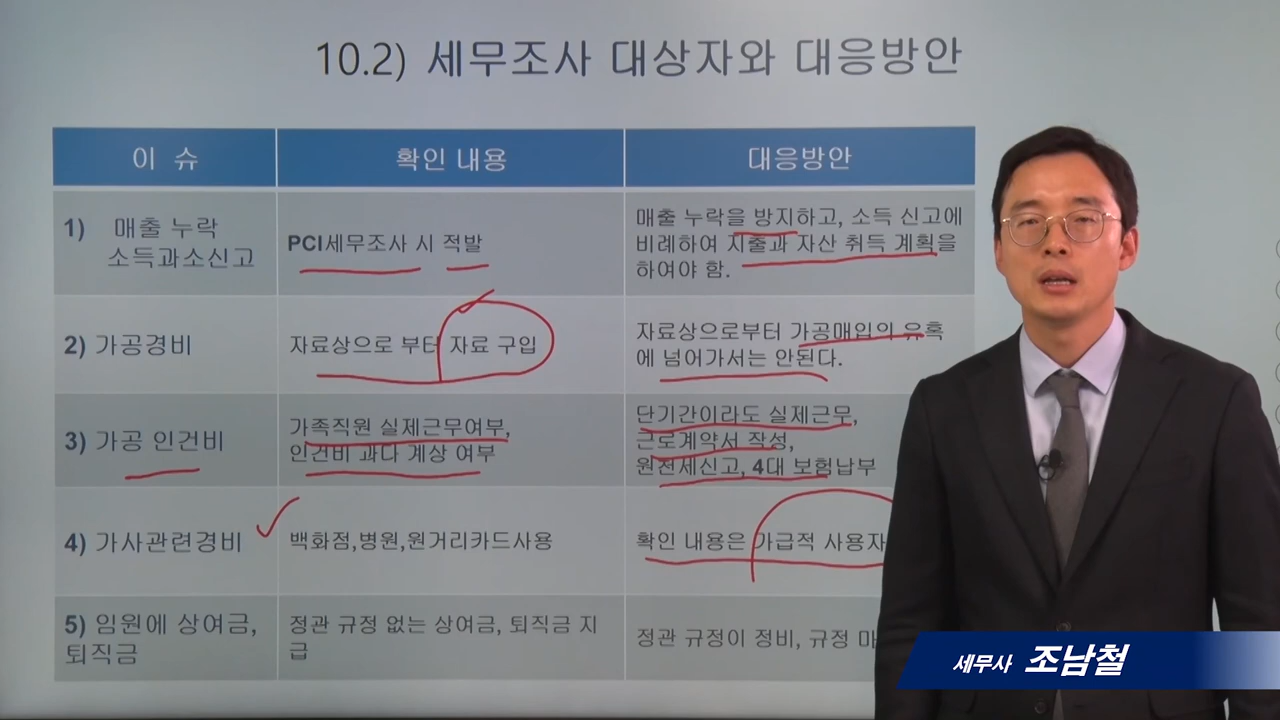 10.2) 세무조사 대상자와 대응방안
이 슈
확인 내용
대응방안
1) 매출 누락
소득과소신고
PCI세무조사 시 적발
매출 누락을 방지하고, 소득 신고에
비례하여 지출과 자산 취득 계획을
하여야 함.
2) 가공경비
자료상으로 부터 자료 구입
자료상으로부터 가공매입의 유혹
에 넘어가서는 안된다.
3) 가공 인건비
가족직원 실제근무여부,
인건비 과다 계상 여부
단기간이라도 실제근무,
근로계약서 작성,
원천세신고, 4대 보험납부
4) 가사관련경비
백화점,병원,원거리카드사용
확인 내용은 가급적 사용자
5) 임원에 상여금,
퇴직금
정관 규정 없는 상여금, 퇴직금 지
급
정관 규정이 정비, 규정
세무사 조남철